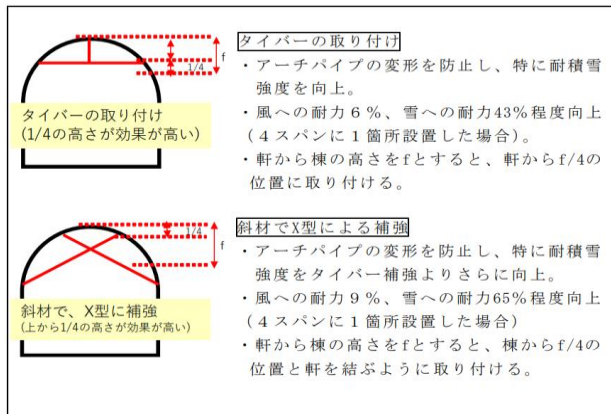 f
1/4
タイバーの取り付け
(1/4の高さが効果が高い)
タイバーの取り付け
・アーチパイプの変形を防止し、特に耐積雪
強度を向上。
・風への耐力６％、雪への耐力43％程度向上
(４スパンに１箇所設置した場合)。
・軒から棟の高さをfとすると、軒からf/4の
位置に取り付ける。
1/4
f
斜材で、X型に補強
(上から1/4の高さが効果が高い)
斜材でX型による補強
・アーチパイプの変形を防止し、特に耐積雪
強度をタイバー補強よりさらに向上。
・風への耐力９％、雪への耐力65％程度向上
(４スパンに１箇所設置した場合)
・軒から棟の高さをfとすると、棟からf/4の
位置と軒を結ぶように取り付ける。